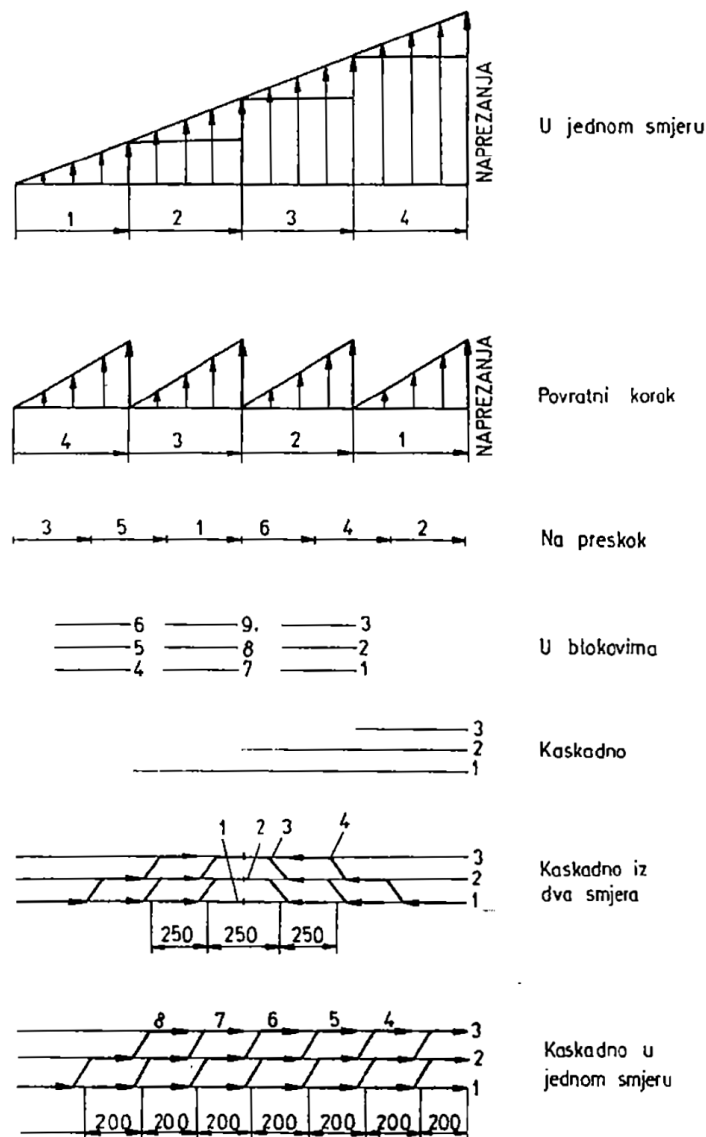 NAPREZANJA
U jednom smjeru
1 2 3 4
NAPREZANJA
Povratni korak
4 3 2 1
3 5 1 6 4 2
Na preskok
6 9. 3
5 8 2
4 7 1
U blokovima
3
2
1
Kaskadno
1 2 3 4
3
2
1
Kaskadno iz
dva smjera
250 250 250
8 7 6 5 4
3
2
1
Kaskadno u
jednom smjeru
200 200 200 200 200 200 200